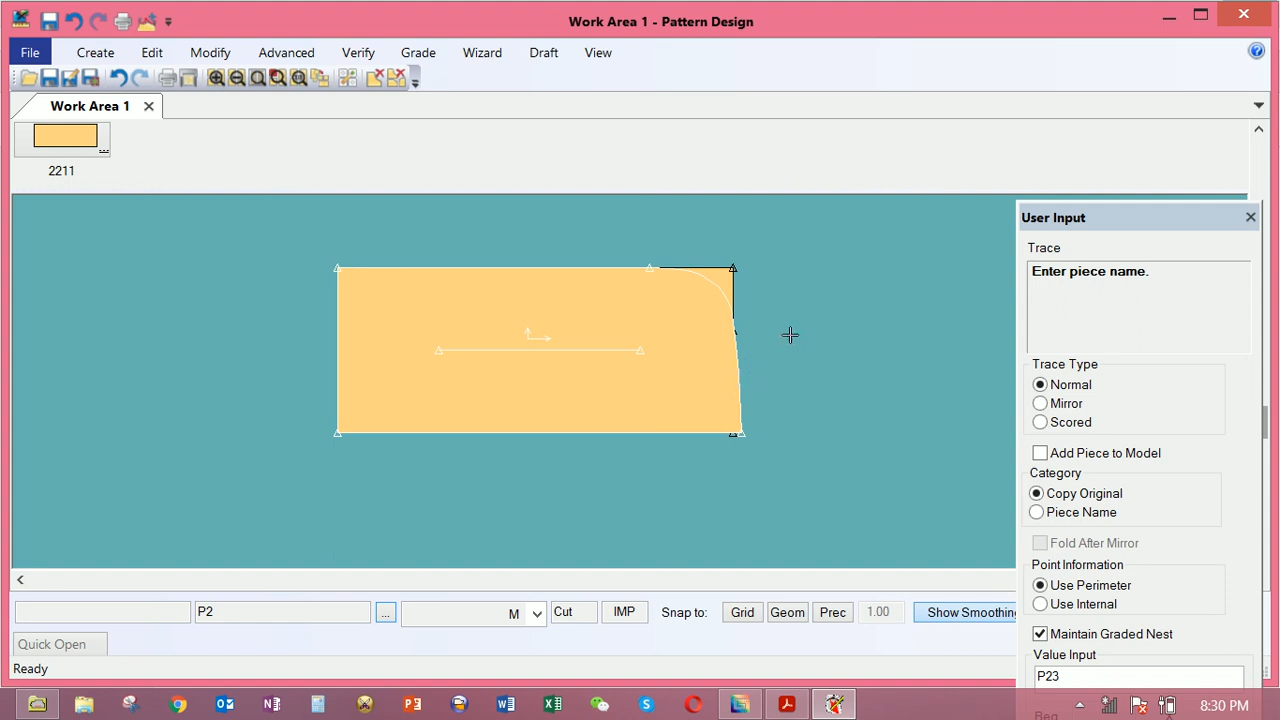 Work Area 1 - Pattern Design
File Create Edit Modify Advanced Verify Grade Wizard Draft View
Work Area 1
2211
User Input
Trace
Enter piece name.
Trace Type
Normal
Mirror
Scored
Add Piece to Model
Category
Copy Original
Piece Name
Fold After Mirror
Point Information
Use Perimeter
Use Internal
Maintain Graded Nest
Value Input
P23
P2 ... M Cut IMP Snap to: Grid Geom Prec 1.00 Show Smoothing
Quick Open
Ready
8:30 PM